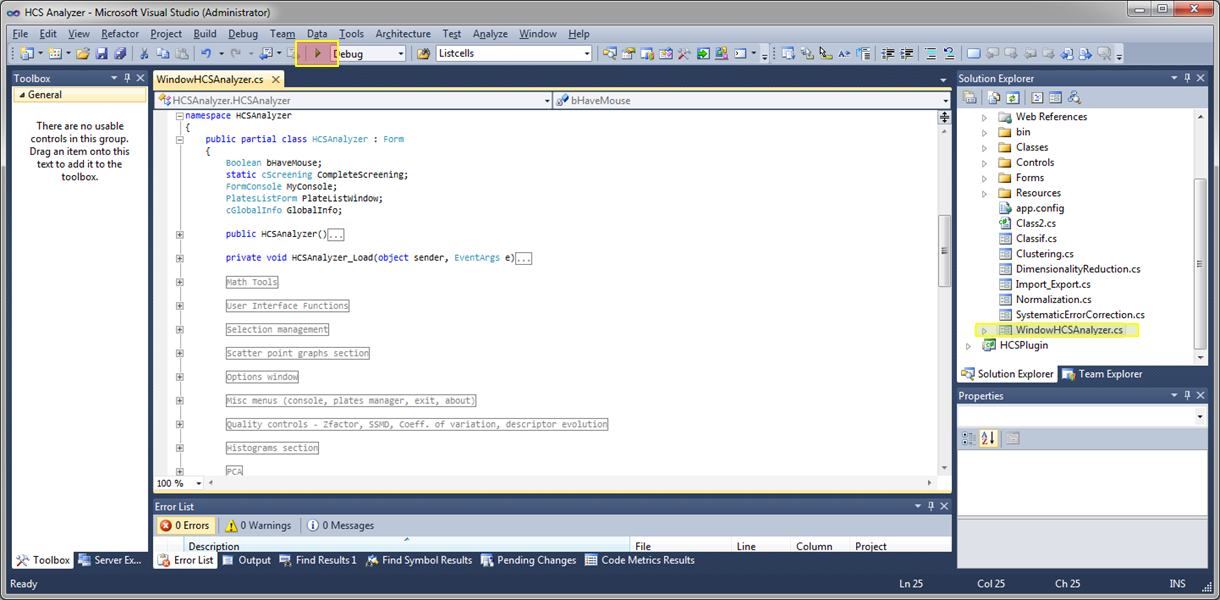 HCS Analyzer - Microsoft Visual Studio (Administrator)
File Edit View Refactor Project Build Debug Team Data Tools Architecture Test Analyze Window Help
Debug Listcells
Toolbox
General
There are no usable
controls in this group.
Drag an item onto this
text to add it to the
toolbox.
Toolbox Server Ex...
WindowHCSAnalyzer.cs
HCSAnalyzer.HCSAnalyzer bHaveMouse
namespace HCSAnalyzer
{
public partial class HCSAnalyzer : Form
{
Boolean bHaveMouse;
static cScreening CompleteScreening;
FormConsole MyConsole;
PlatesListForm PlateListWindow;
cGlobalInfo GlobalInfo;
public HCSAnalyzer()...
private void HCSAnalyzer_Load(object sender, EventArgs e)...
Math Tools
User Interface Functions
Selection management
Scatter point graphs section
Options window
Misc menus (console, plates manager, exit, about)
Quality controls - Zfactor, SSMD, Coeff. of variation, descriptor evolution
Histograms section
PCA
100 %
Error List
0 Errors 0 Warnings 0 Messages
Description File Line Column Project
Error List Output Find Results 1 Find Symbol Results Pending Changes Code Metrics Results
Solution Explorer
Web References
bin
Classes
Controls
Forms
Resources
app.config
Class2.cs
Classif.cs
Clustering.cs
DimensionalityReduction.cs
Import_Export.cs
Normalization.cs
SystematicErrorCorrection.cs
WindowHCSAnalyzer.cs
HCSPlugin
Solution Explorer Team Explorer
Properties
Ready Ln 25 Col 25 Ch 25 INS